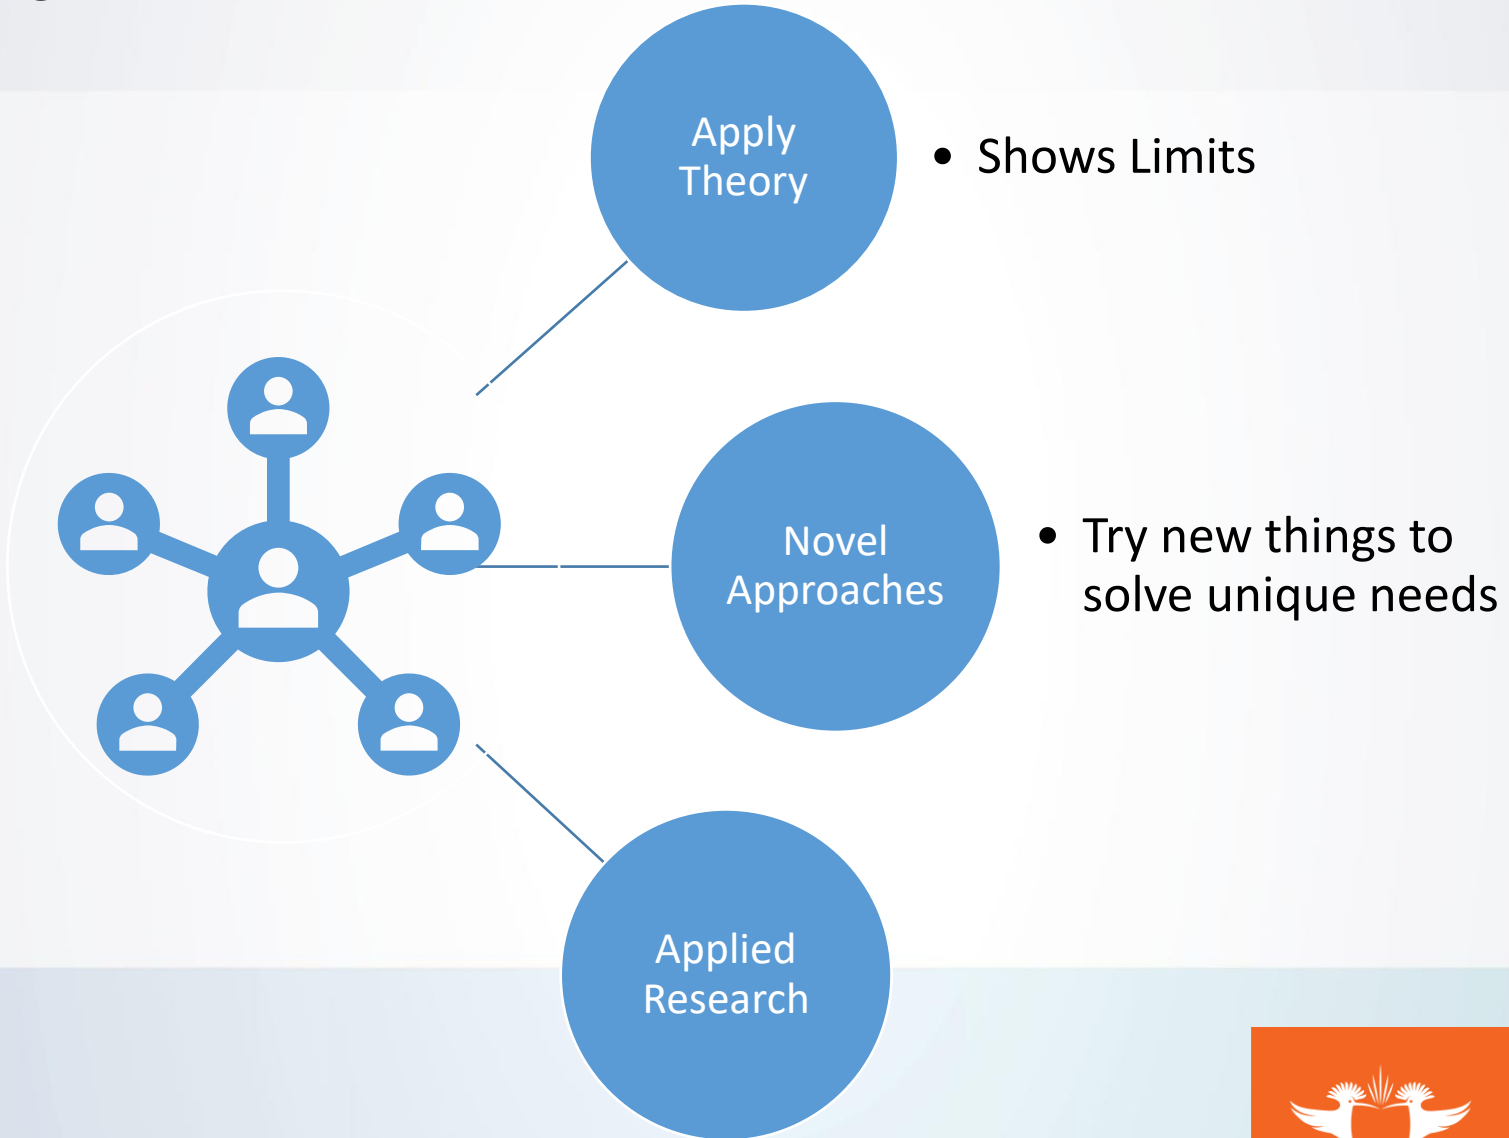 Apply
Theory
• Shows Limits
Novel
Approaches
• Try new things to
solve unique needs
Applied
Research